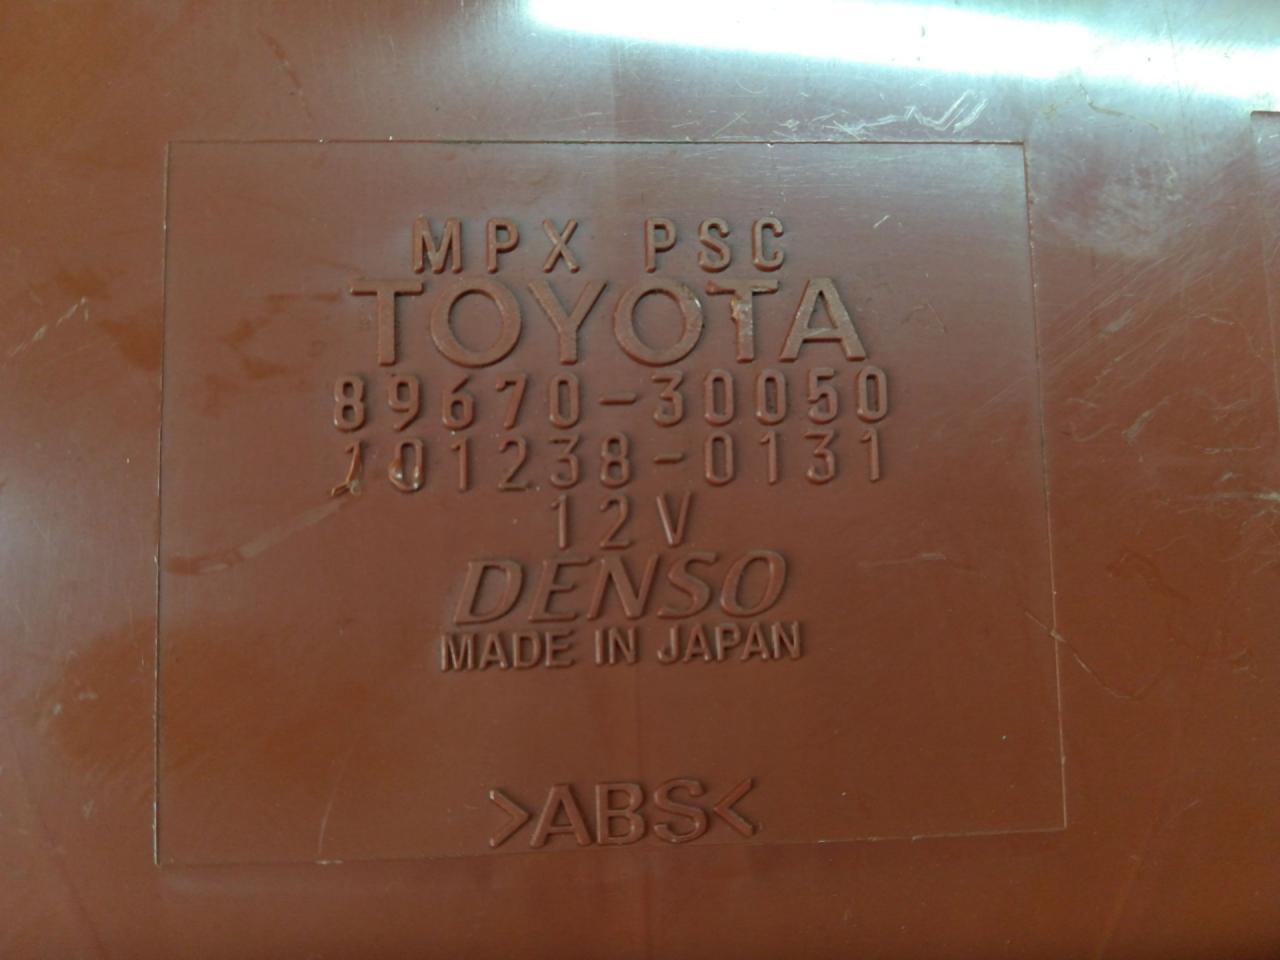 MPX PSC
TOYOTA
89670-30050
101238-0131
12V
DENSO
MADE IN JAPAN
>ABS<